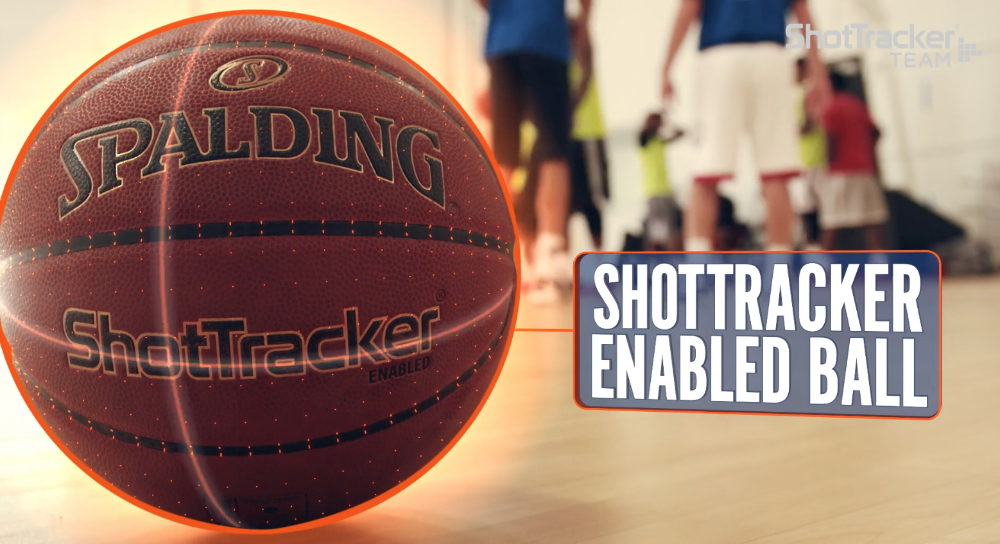 S
SPALDING
ShotTracker®
ENABLED
ShotTracker
TEAM
SHOTTRACKER
ENABLED BALL